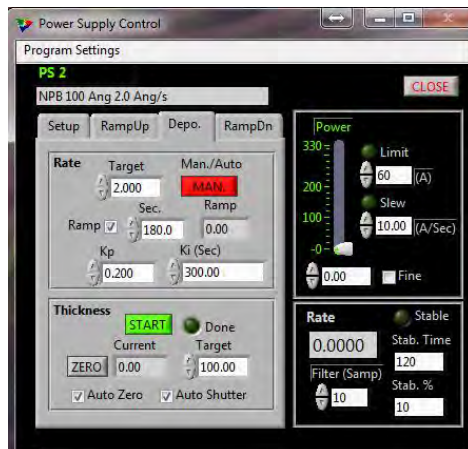 Power Supply Control
Program Settings
PS 2
NPB 100 Ang 2.0 Ang/s
CLOSE
Setup RampUp Depo. RampDn
Rate Target Man./Auto
2.000 MAN.
Sec. Ramp
Ramp 180.0 0.00
Kp Ki (Sec)
0.200 300.00
Thickness
START Done
Current Target
ZERO 0.00 100.00
Auto Zero Auto Shutter
Power
330
200
100
-0-
Limit
60 (A)
Slew
10.00 (A/Sec)
0.00 Fine
Rate Stable
0.0000 Stab. Time
120
Filter (Samp) Stab. %
10 10